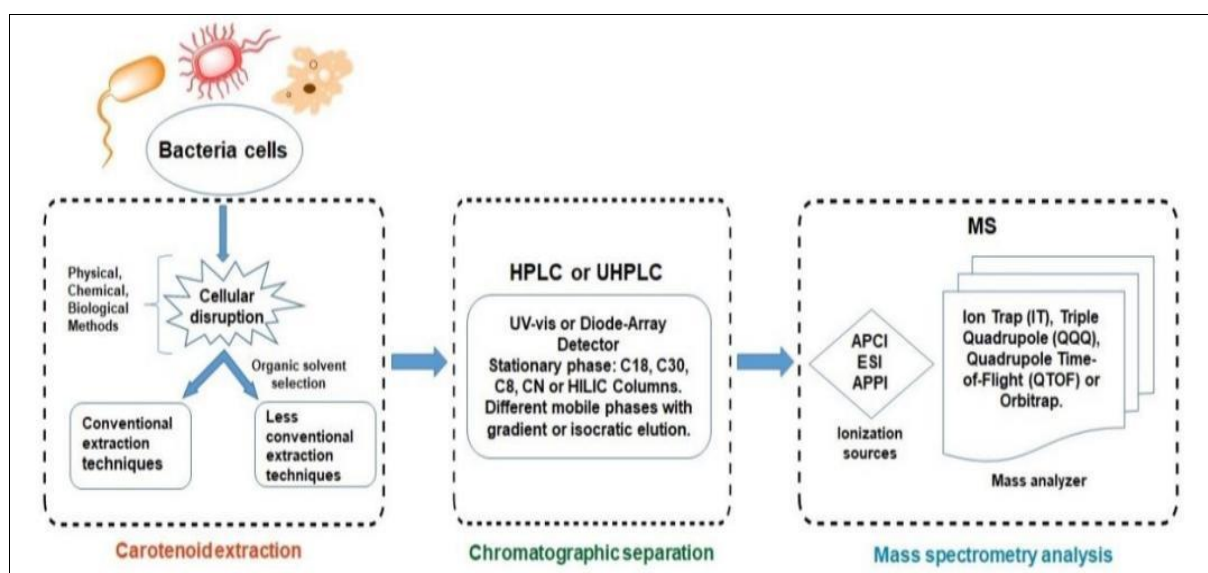 Bacteria cells
Physical,
Chemical,
Biological
Methods
Cellular
disruption
Organic solvent
selection
Conventional
extraction
techniques
Less
conventional
extraction
techniques
Carotenoid extraction
HPLC or UHPLC
UV-vis or Diode-Array
Detector
Stationary phase: C18, C30,
C8, CN or HILIC Columns.
Different mobile phases with
gradient or isocratic elution.
Chromatographic separation
MS
APCI
ESI
APPI
Ionization
sources
Ion Trap (IT), Triple
Quadrupole (QQQ),
Quadrupole Time-
of-Flight (QTOF) or
Orbitrap.
Mass analyzer
Mass spectrometry analysis